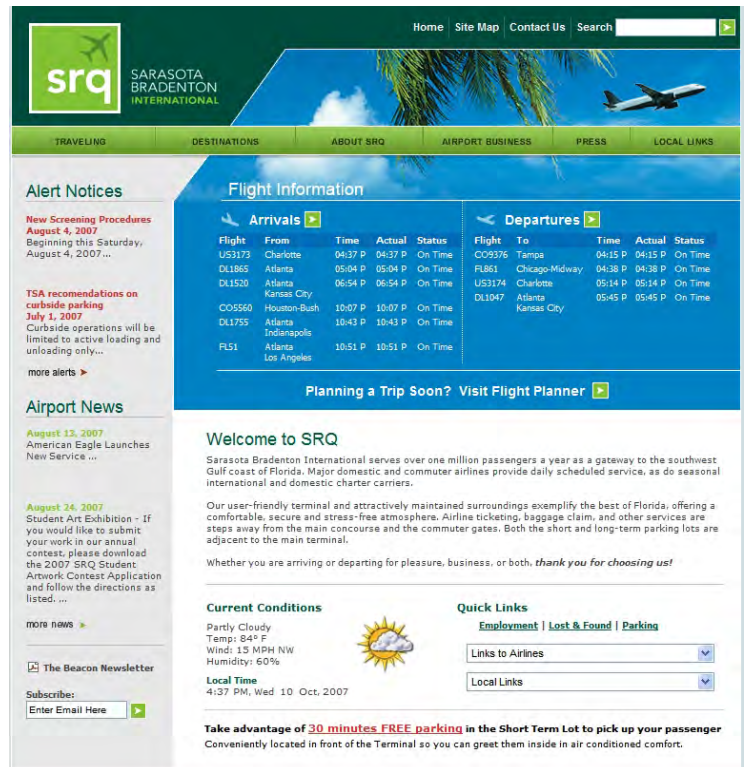 Home Site Map Contact Us Search
srq
SARASOTA
BRADENTON
INTERNATIONAL
TRAVELING DESTINATIONS ABOUT SRQ AIRPORT BUSINESS PRESS LOCAL LINKS
Alert Notices
New Screening Procedures
August 4, 2007
Beginning this Saturday,
August 4, 2007...
TSA recomendations on
curbside parking
July 1, 2007
Curbside operations will be
limited to active loading and
unloading only...
more alerts
Airport News
August 13, 2007
American Eagle Launches
New Service ...
August 24, 2007
Student Art Exhibition - If
you would like to submit
your work in our annual
contest, please download
the 2007 SRQ Student
Artwork Contest Application
and follow the directions as
listed. ...
more news
The Beacon Newsletter
Subscribe:
Enter Email Here
Flight Information
Arrivals
Flight From Time Actual Status
US3173 Charlotte 04:37 P 04:37 P On Time
DL1865 Atlanta 05:04 P 05:04 P On Time
DL1520 Atlanta 06:54 P 06:54 P On Time
Kansas City
CO5560 Houston-Bush 10:07 P 10:07 P On Time
DL1755 Atlanta 10:43 P 10:43 P On Time
Indianapolis
FL51 Atlanta 10:51 P 10:51 P On Time
Los Angeles
Departures
Flight To Time Actual Status
CO9376 Tampa 04:15 P 04:15 P On Time
FL861 Chicago-Midway 04:38 P 04:38 P On Time
US3174 Charlotte 05:14 P 05:14 P On Time
DL1047 Atlanta 05:45 P 05:45 P On Time
Kansas City
Planning a Trip Soon? Visit Flight Planner
Welcome to SRQ
Sarasota Bradenton International serves over one million passengers a year as a gateway to the southwest
Gulf coast of Florida. Major domestic and commuter airlines provide daily scheduled service, as do seasonal
international and domestic charter carriers.
Our user-friendly terminal and attractively maintained surroundings exemplify the best of Florida, offering a
comfortable, secure and stress-free atmosphere. Airline ticketing, baggage claim, and other services are
steps away from the main concourse and the commuter gates. Both the short and long-term parking lots are
adjacent to the main terminal.
Whether you are arriving or departing for pleasure, business, or both, thank you for choosing us!
Current Conditions
Partly Cloudy
Temp: 84° F
Wind: 15 MPH NW
Humidity: 60%
Local Time
4:37 PM, Wed 10 Oct, 2007
Quick Links
Employment | Lost & Found | Parking
Links to Airlines
Local Links
Take advantage of 30 minutes FREE parking in the Short Term Lot to pick up your passenger
Conveniently located in front of the Terminal so you can greet them inside in air conditioned comfort.